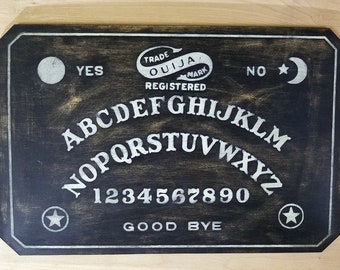 TRADE
OUIJA
MARK
YES NO
REGISTERED
ABCDEFGHIJKLM
NOPQRSTUVWXYZ
1234567890
GOOD BYE